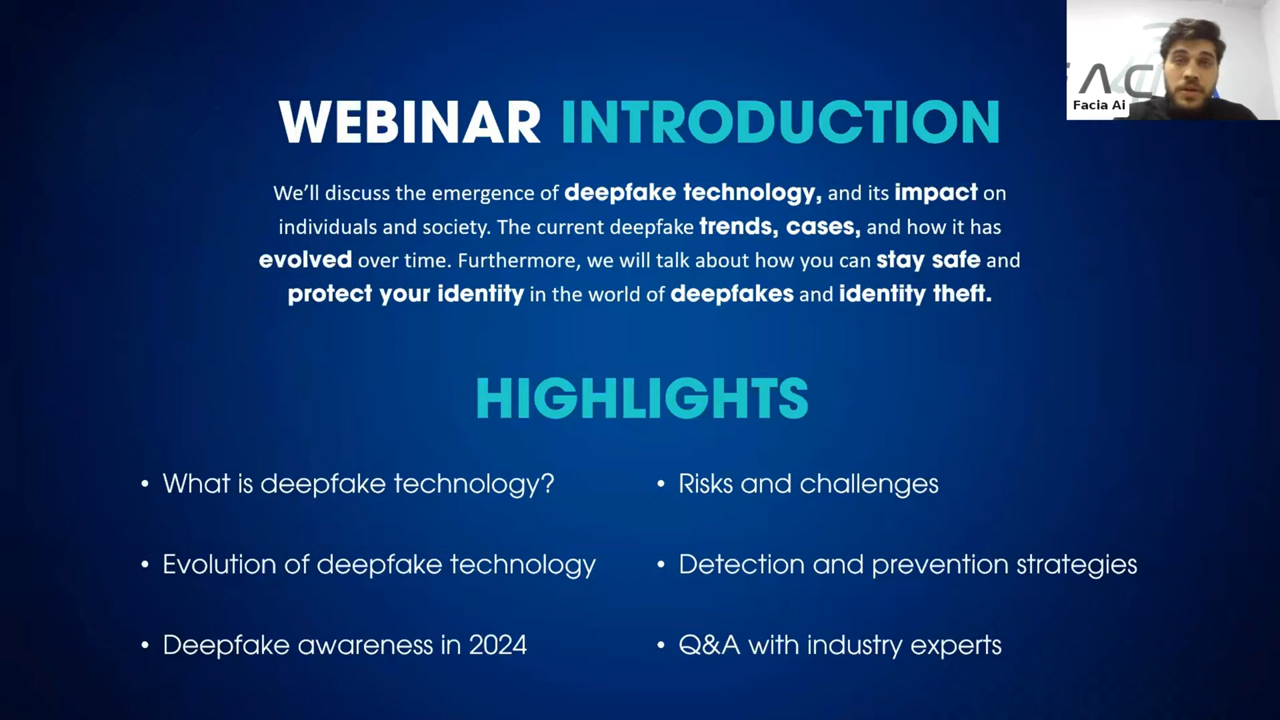 WEBINAR INTRODUCTION
We’ll discuss the emergence of deepfake technology, and its impact on
individuals and society. The current deepfake trends, cases, and how it has
evolved over time. Furthermore, we will talk about how you can stay safe and
protect your identity in the world of deepfakes and identity theft.
HIGHLIGHTS
• What is deepfake technology?
• Evolution of deepfake technology
• Deepfake awareness in 2024
• Risks and challenges
• Detection and prevention strategies
• Q&A with industry experts
Facia Ai